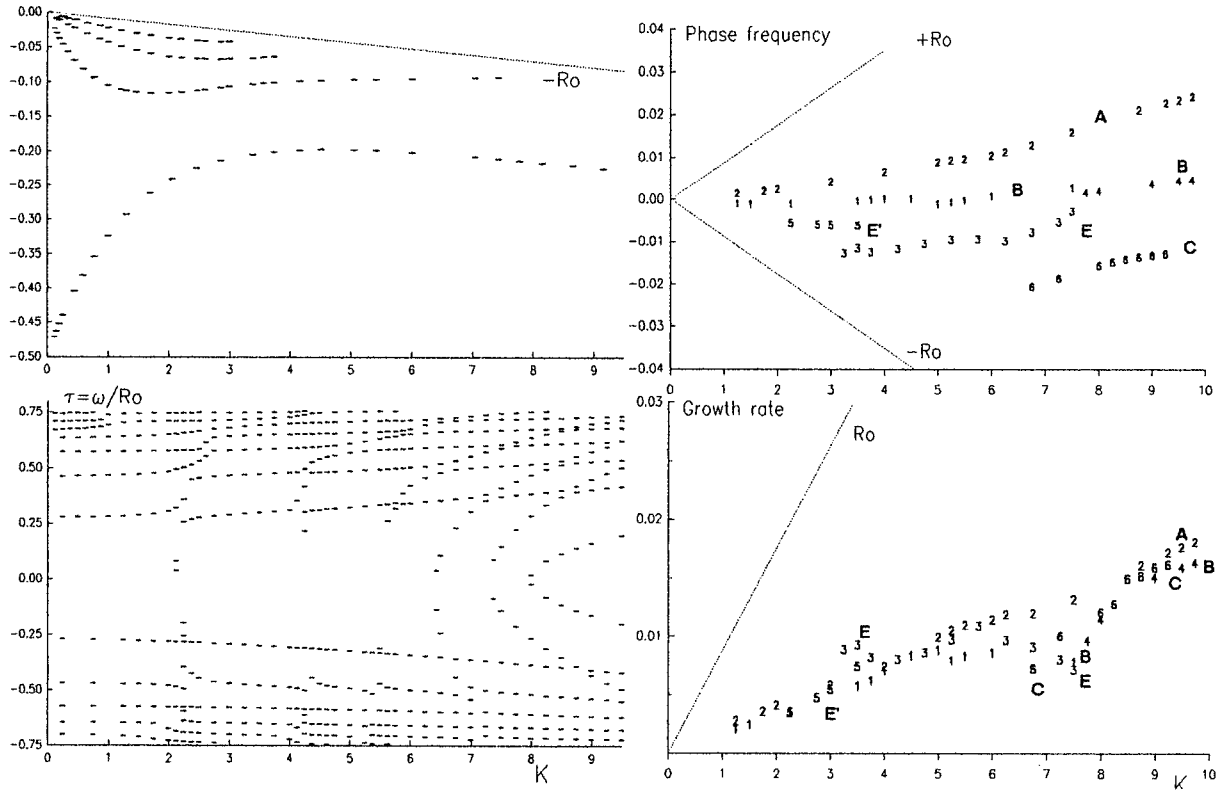 0.00
-0.05
-0.10
-0.15
-0.20
-0.25
-0.30
-0.35
-0.40
-0.45
-0.50
−Ro
0 1 2 3 4 5 6 7 8 9
Phase frequency
+Ro
0.04
0.03
0.02
0.01
0.00
-0.01
-0.02
-0.03
-0.04
A
B
B
E'
E
C
−Ro
0 1 2 3 4 5 6 7 8 9 10
τ=ω/Ro
0.75
0.50
0.25
0.00
-0.25
-0.50
-0.75
0 1 2 3 4 5 6 7 8 9
K
Growth rate
0.03
0.02
0.01
Ro
A
B
C
E
B
E
C
E'
0 1 2 3 4 5 6 7 8 9 10
K